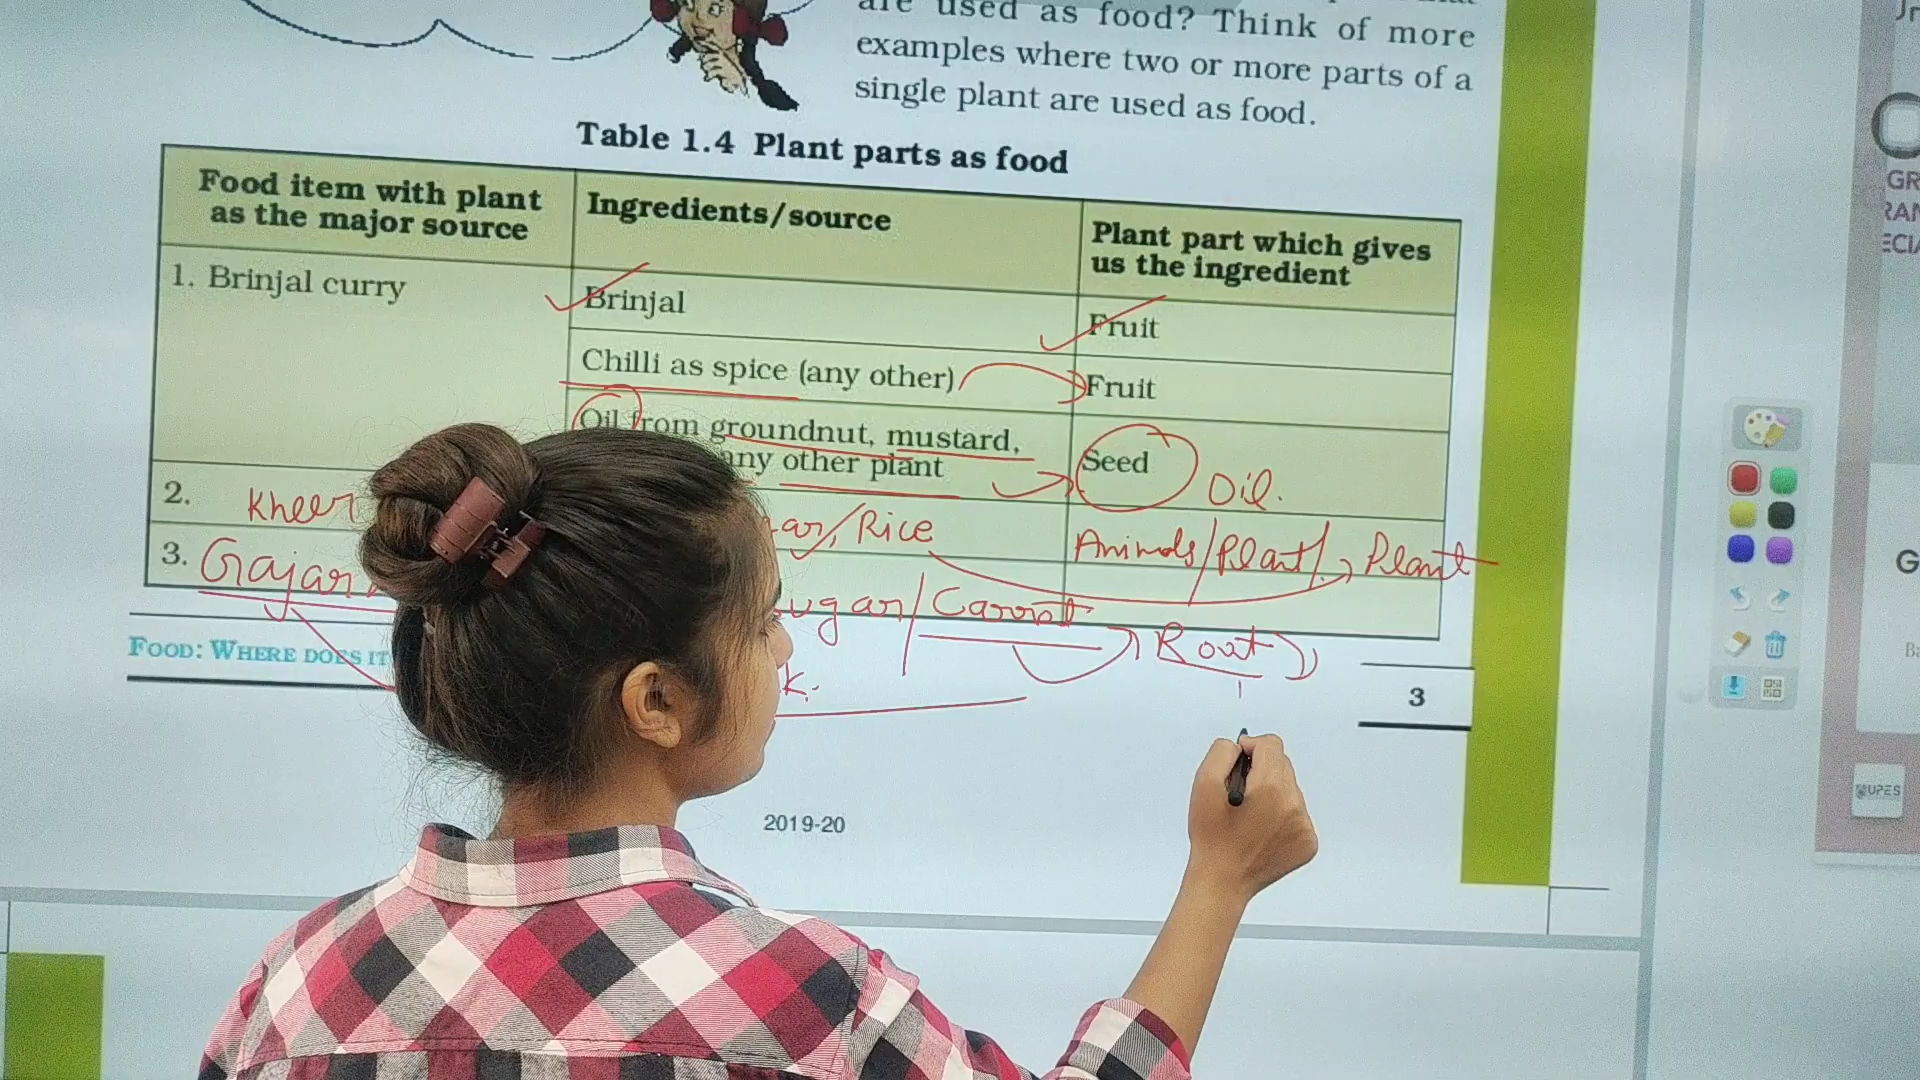 are used as food? Think of more
examples where two or more parts of a
single plant are used as food.
Table 1.4 Plant parts as food
Food item with plant
as the major source
Ingredients/source
Plant part which gives
us the ingredient
1. Brinjal curry
Brinjal
Fruit
Chilli as spice (any other)
Fruit
Oil from groundnut, mustard,
any other plant
Seed
Oil.
2. Kheer
Rice
Animals/Plant/ Plant
3. Gajar
Carrot
Root
FOOD: WHERE DOES IT
3
2019-20
UPES